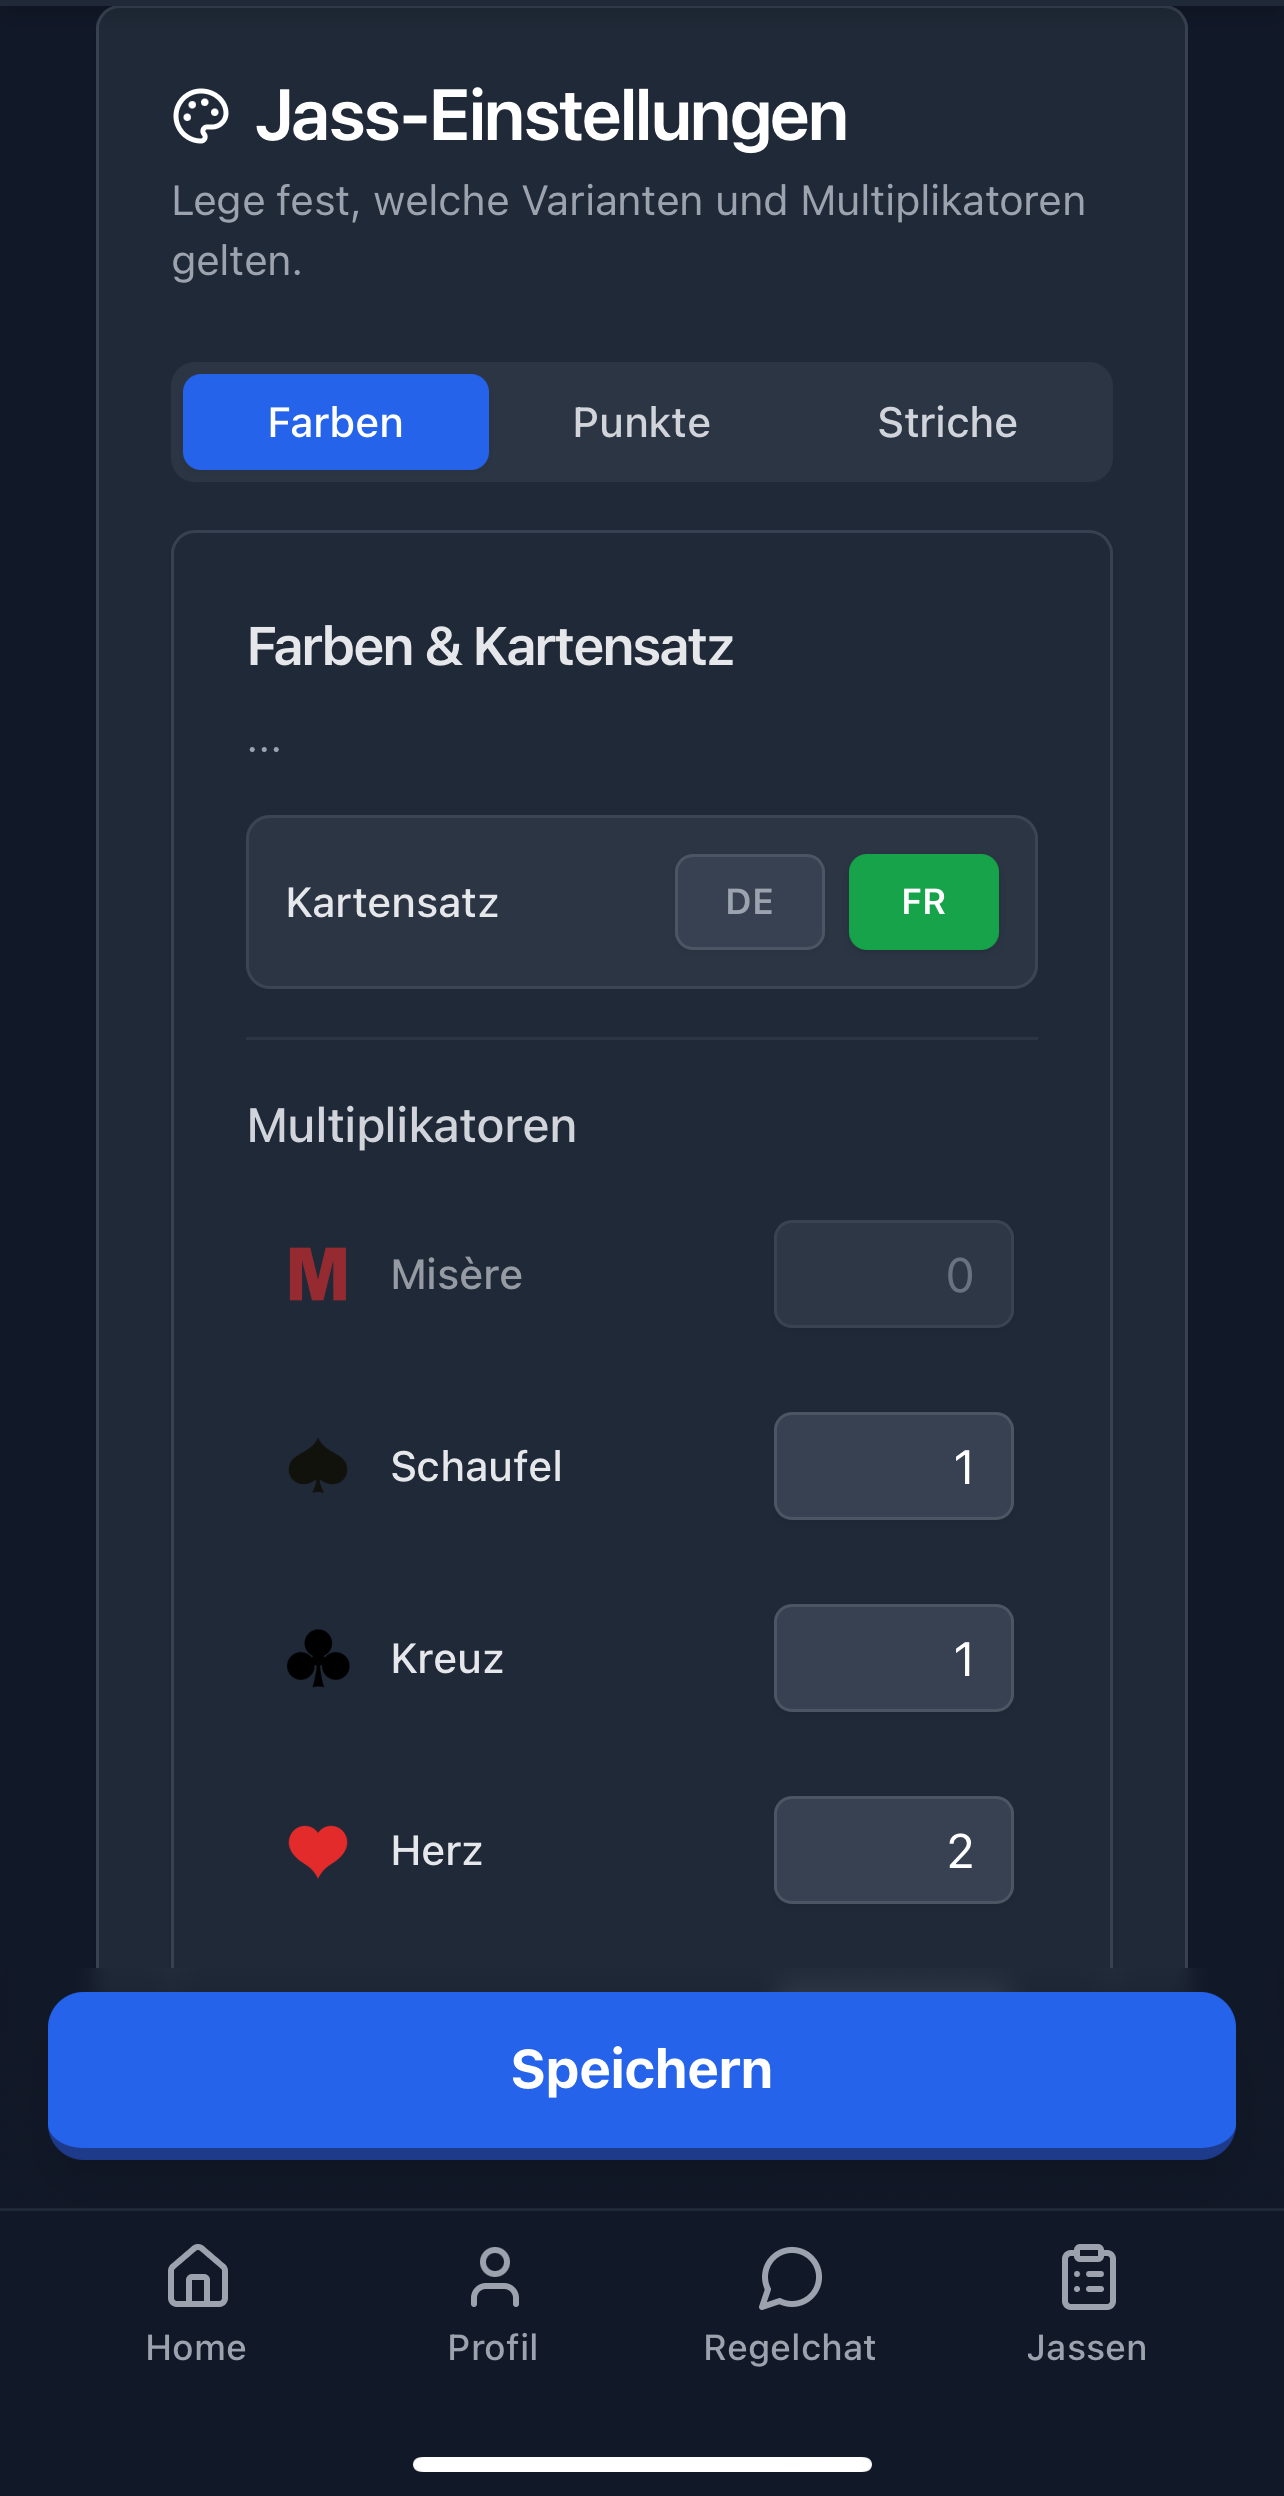 Jass-Einstellungen
Lege fest, welche Varianten und Multiplikatoren
gelten.
Farben Punkte Striche
Farben & Kartensatz
...
Kartensatz DE FR
Multiplikatoren
M Misère 0
Schaufel 1
Kreuz 1
Herz 2
Speichern
Home Profil Regelchat Jassen